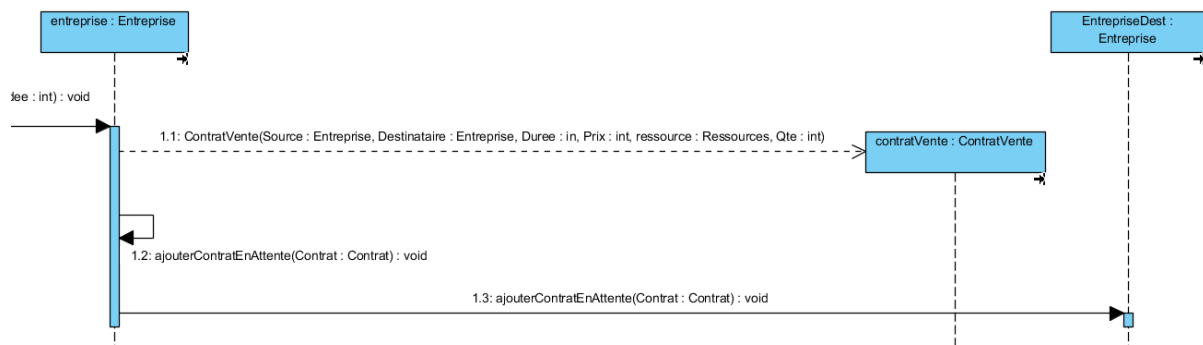 entreprise : Entreprise
EntrepriseDest :
Entreprise
dee : int) : void
1.1: ContratVente(Source : Entreprise, Destinataire : Entreprise, Duree : in, Prix : int, ressource : Ressources, Qte : int)
contratVente : ContratVente
1.2: ajouterContratEnAttente(Contrat : Contrat) : void
1.3: ajouterContratEnAttente(Contrat : Contrat) : void